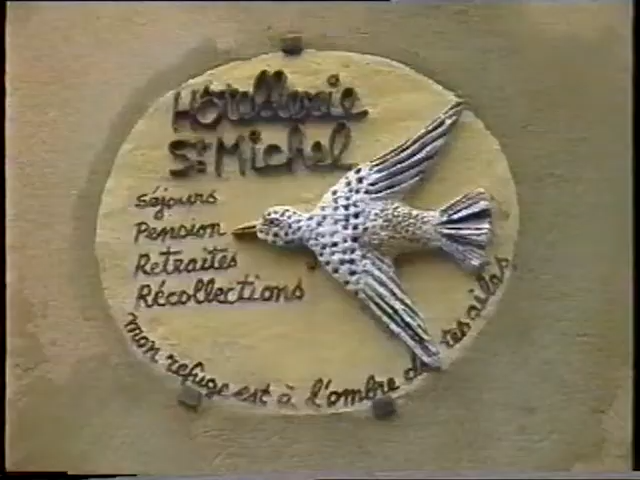 Hôtellerie
St Michel
Séjours
Pension
Retraites
Récollections
mon refuge est à l'ombre de tes ailes